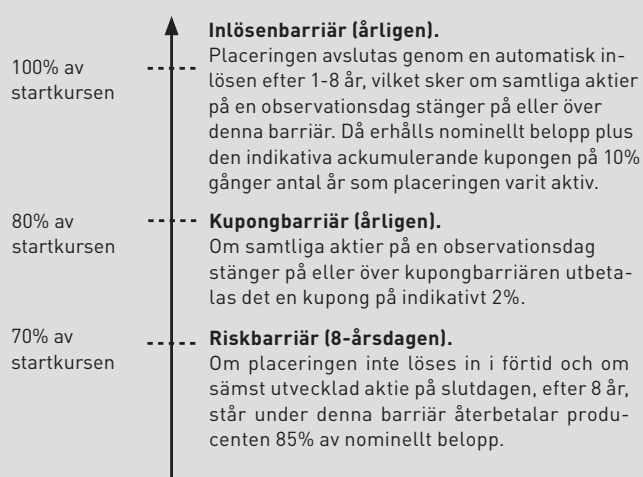 Inlösenbarriär (årligen).
100% av
startkursen
Placeringen avslutas genom en automatisk in-
lösen efter 1-8 år, vilket sker om samtliga aktier
på en observationsdag stänger på eller över
denna barriär. Då erhålls nominellt belopp plus
den indikativa ackumulerande kupongen på 10%
gånger antal år som placeringen varit aktiv.
80% av
startkursen
Kupongbarriär (årligen).
Om samtliga aktier på en observationsdag
stänger på eller över kupongbarriären utbeta-
las det en kupong på indikativt 2%.
70% av
startkursen
Riskbarriär (8-årsdagen).
Om placeringen inte löses in i förtid och om
sämst utvecklad aktie på slutdagen, efter 8 år,
står under denna barriär återbetalar produ-
centen 85% av nominellt belopp.